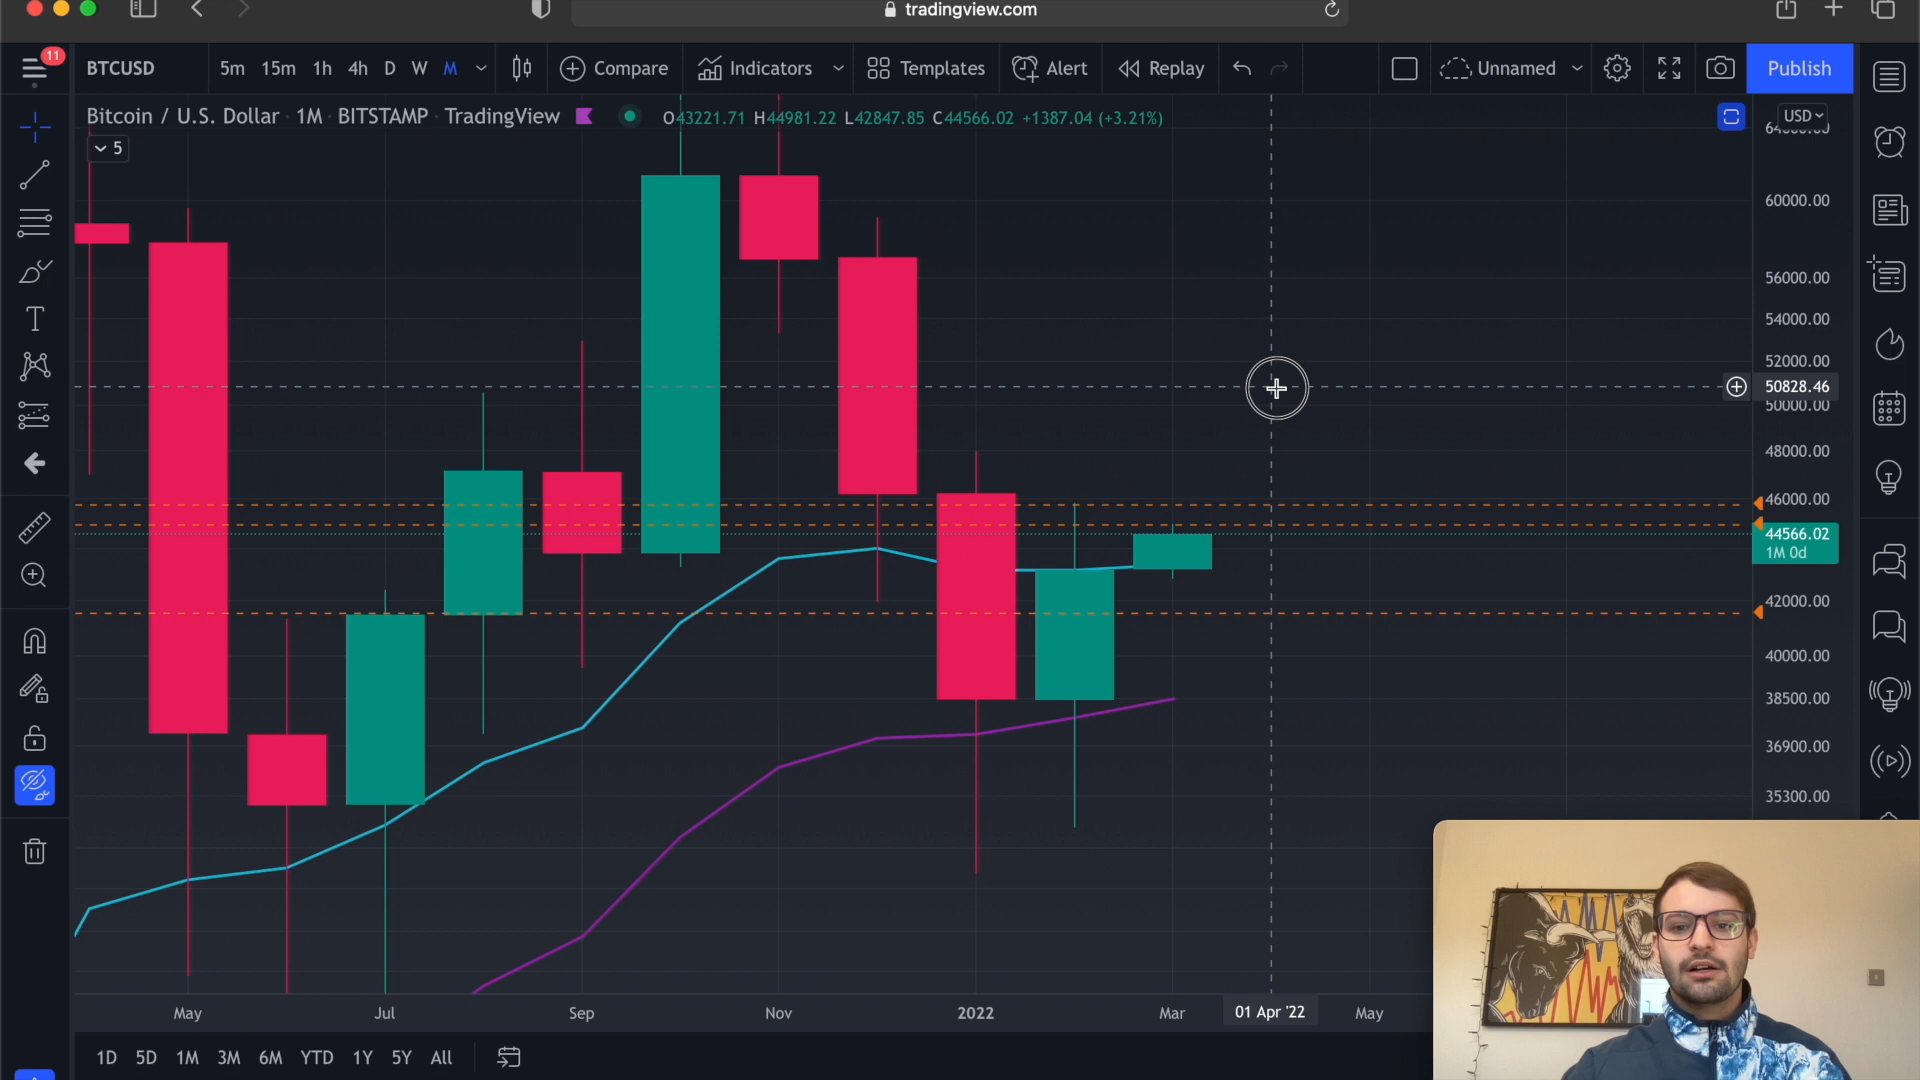 tradingview.com
11
BTCUSD 5m 15m 1h 4h D W M Compare Indicators Templates Alert Replay Unnamed Publish
Bitcoin / U.S. Dollar · 1M · BITSTAMP · TradingView O43221.71 H44981.22 L42847.85 C44566.02 +1387.04 (+3.21%)
USD
5
60000.00
56000.00
54000.00
52000.00
50828.46
50000.00
48000.00
46000.00
44566.02
1M 0d
42000.00
40000.00
38500.00
36900.00
35300.00
May Jul Sep Nov 2022 Mar 01 Apr '22 May
1D 5D 1M 3M 6M YTD 1Y 5Y All